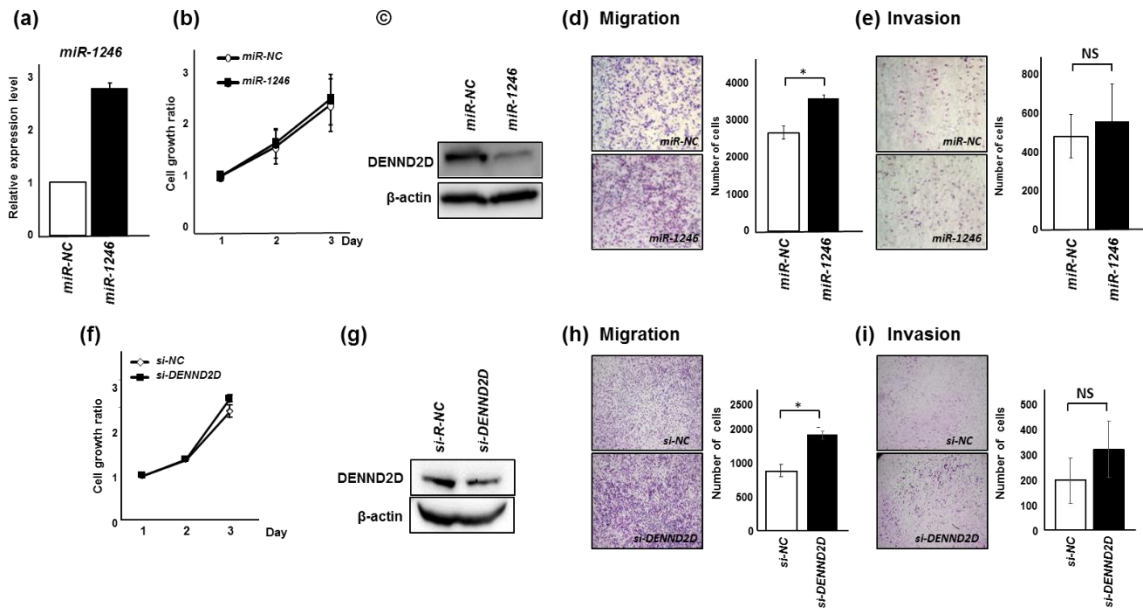 (a)
miR-1246
Relative expression level
3
2
1
0
miR-NC
miR-1246
(b)
miR-NC
miR-1246
Cell growth ratio
3
2
1
0
1 2 3 Day
©
miR-NC
miR-1246
DENND2D
β-actin
(d) Migration
miR-NC
miR-1246
*
Number of cells
4000
3000
2000
1000
0
miR-NC
miR-1246
(e) Invasion
miR-NC
miR-1246
NS
Number of cells
800
600
400
200
0
miR-NC
miR-1246
(f)
si-NC
si-DENND2D
Cell growth ratio
3
2
1
0
1 2 3 Day
(g)
si-R-NC
si-DENND2D
DENND2D
β-actin
(h) Migration
si-NC
si-DENND2D
*
Number of cells
2500
2000
1000
500
0
si-NC
si-DENND2D
(i) Invasion
si-NC
si-DENND2D
NS
Number of cells
500
400
300
200
100
0
si-NC
si-DENND2D